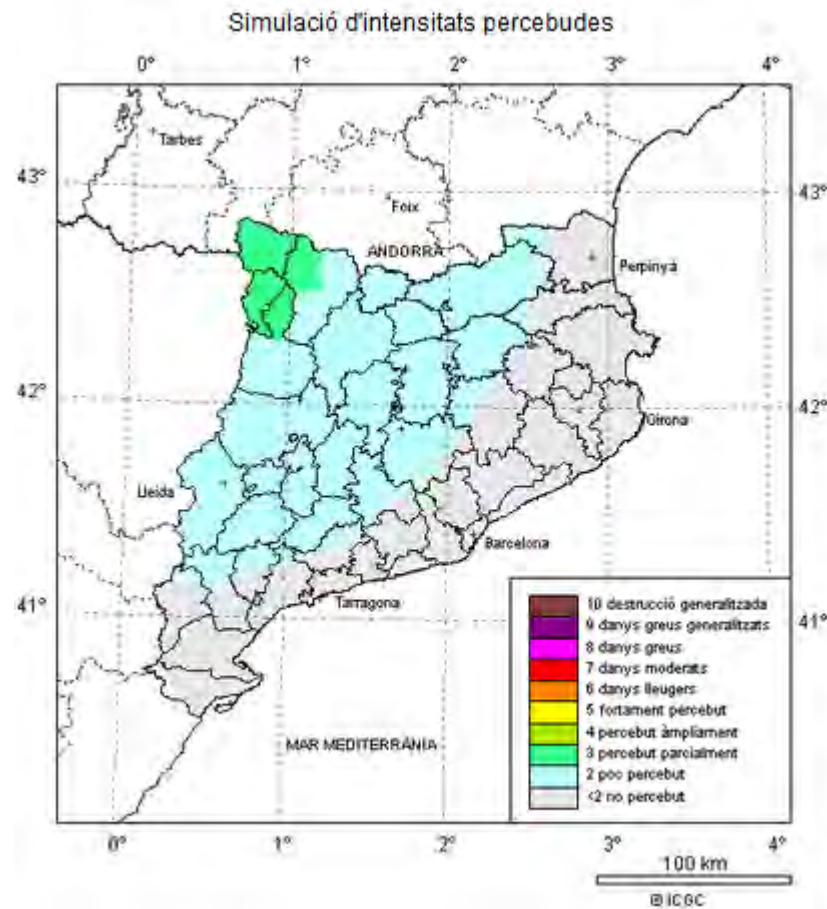 Simulació d'intensitats percebudes
0° 1° 2° 3° 4°
Tarbes
43° 43°
Foix
ANDORRA
Perpinyà
42° 42°
Girona
Lleida
Barcelona
41° Tarragona 41°
MAR MEDITERRÀNIA
10 destrucció generalitzada
9 danys greus generalitzats
8 danys greus
7 danys moderats
6 danys lleugers
5 fortament percebut
4 percebut àmpliament
3 percebut parcialment
2 poc percebut
<2 no percebut
0° 1° 2° 3° 4°
100 km
© ICGC